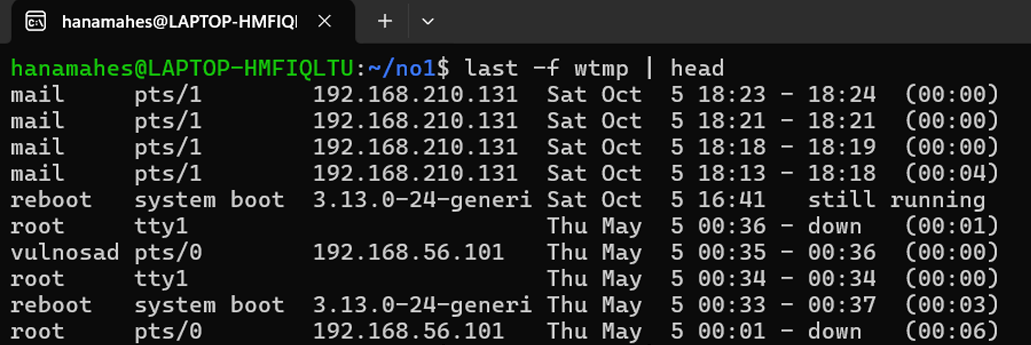 hanamahes@LAPTOP-HMFIQL
hanamahes@LAPTOP-HMFIQLTU:~/no1$ last -f wtmp | head
mail     pts/1        192.168.210.131  Sat Oct  5 18:23 - 18:24  (00:00)
mail     pts/1        192.168.210.131  Sat Oct  5 18:21 - 18:21  (00:00)
mail     pts/1        192.168.210.131  Sat Oct  5 18:18 - 18:19  (00:00)
mail     pts/1        192.168.210.131  Sat Oct  5 18:13 - 18:18  (00:04)
reboot   system boot  3.13.0-24-generi Sat Oct  5 16:41   still running
root     tty1                          Thu May  5 00:36 - down   (00:01)
vulnosad pts/0        192.168.56.101   Thu May  5 00:35 - 00:36  (00:00)
root     tty1                          Thu May  5 00:34 - 00:34  (00:00)
reboot   system boot  3.13.0-24-generi Thu May  5 00:33 - 00:37  (00:03)
root     pts/0        192.168.56.101   Thu May  5 00:01 - down   (00:06)